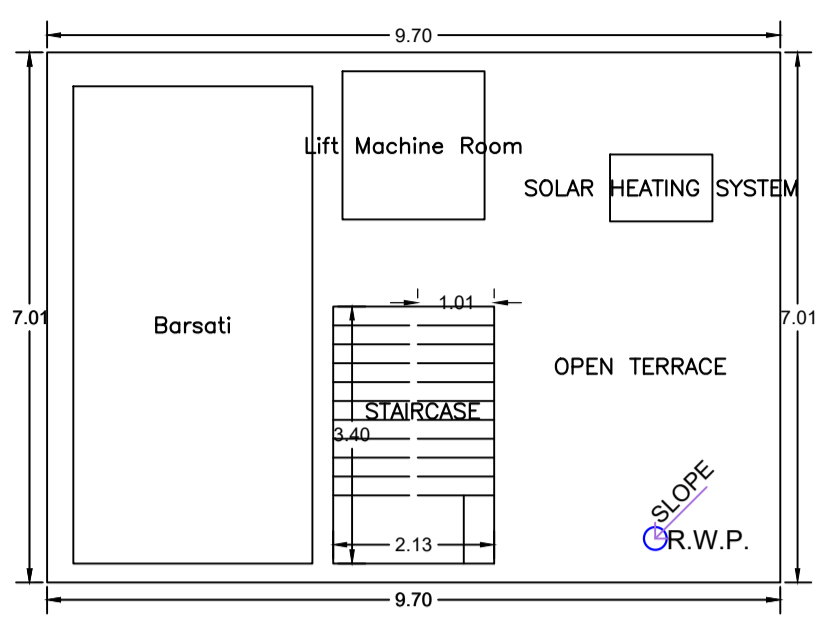 9.70
Lift Machine Room
SOLAR HEATING SYSTEM
1.01
7.01
Barsati
7.01
OPEN TERRACE
STAIRCASE
3.40
SLOPE
R.W.P.
2.13
9.70